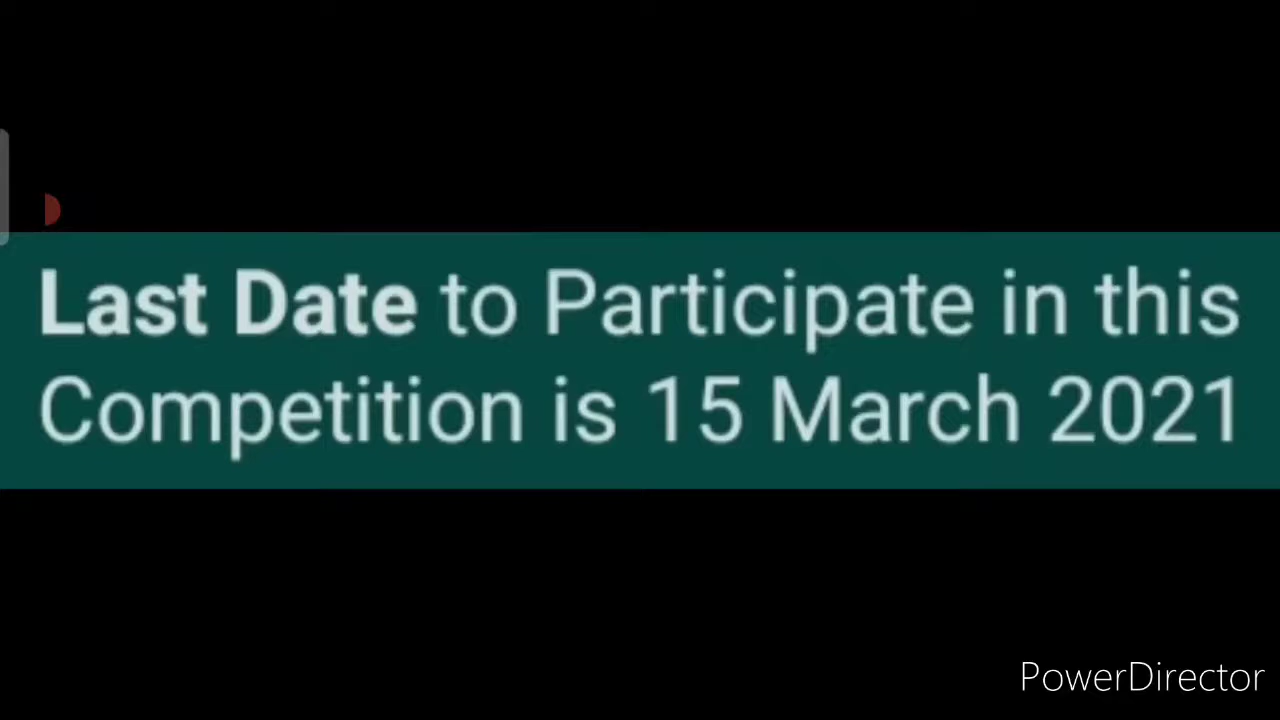 Last Date to Participate in this
Competition is 15 March 2021
PowerDirector